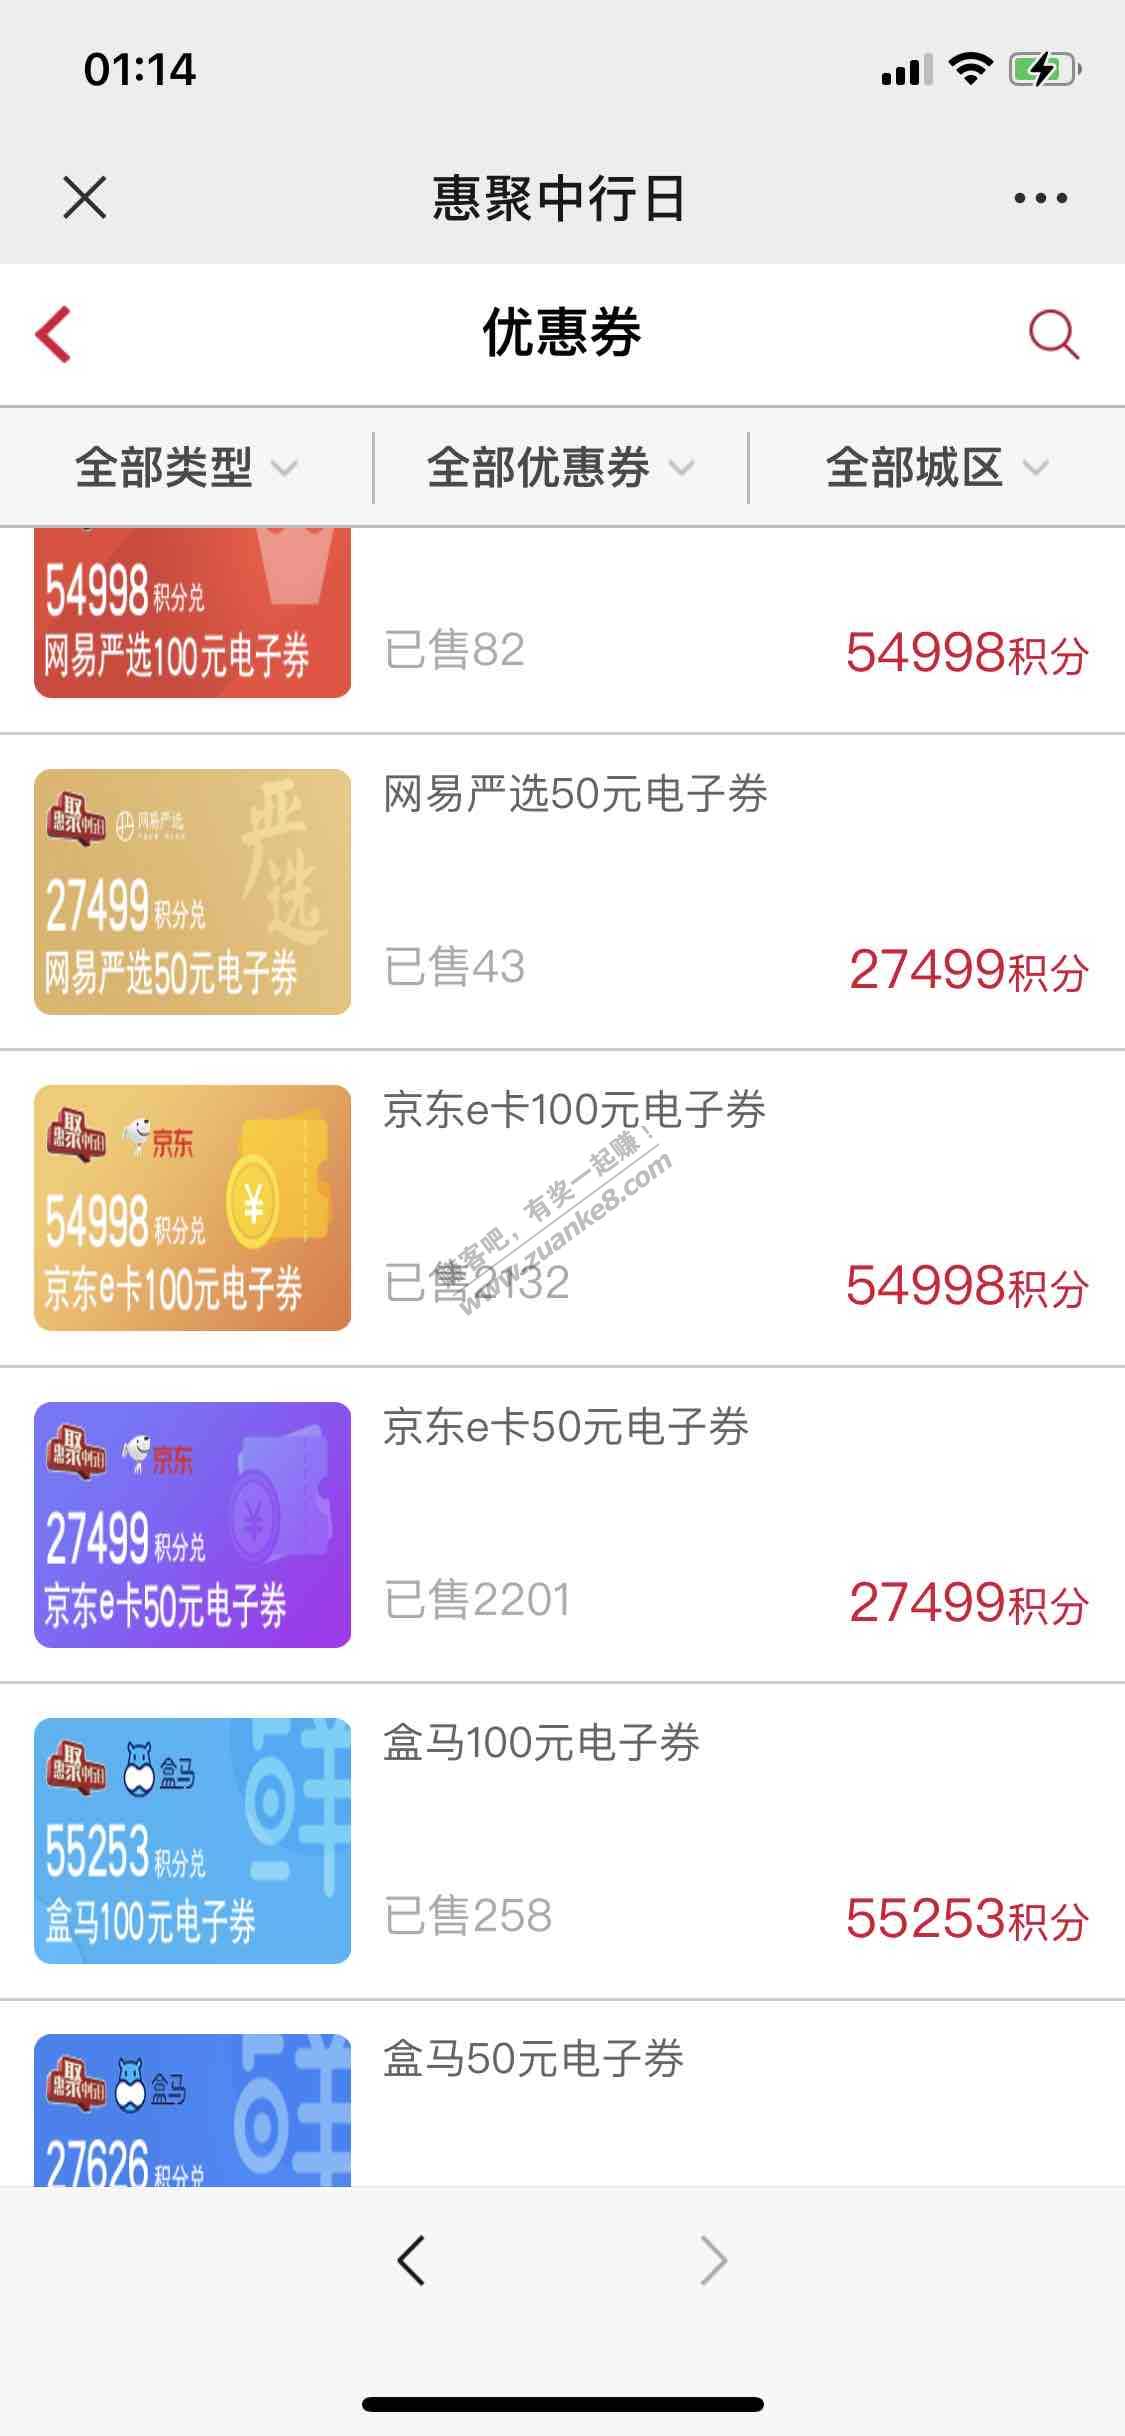 01:14
惠聚中行日
优惠券
全部类型
全部优惠券
全部城区
54998积分兑
网易严选100元电子券
已售82
54998积分
聚惠中行日
网易严选
严选
27499积分兑
网易严选50元电子券
网易严选50元电子券
已售43
27499积分
聚惠中行日
京东
¥
54998积分兑
京东e卡100元电子券
京东e卡100元电子券
已售2132
54998积分
赚客吧，有奖一起赚！
www.zuanke8.com
聚惠中行日
京东
¥
27499积分兑
京东e卡50元电子券
京东e卡50元电子券
已售2201
27499积分
聚惠中行日
盒马
鲜
55253积分兑
盒马100元电子券
盒马100元电子券
已售258
55253积分
聚惠中行日
盒马
27626积分兑
盒马50元电子券